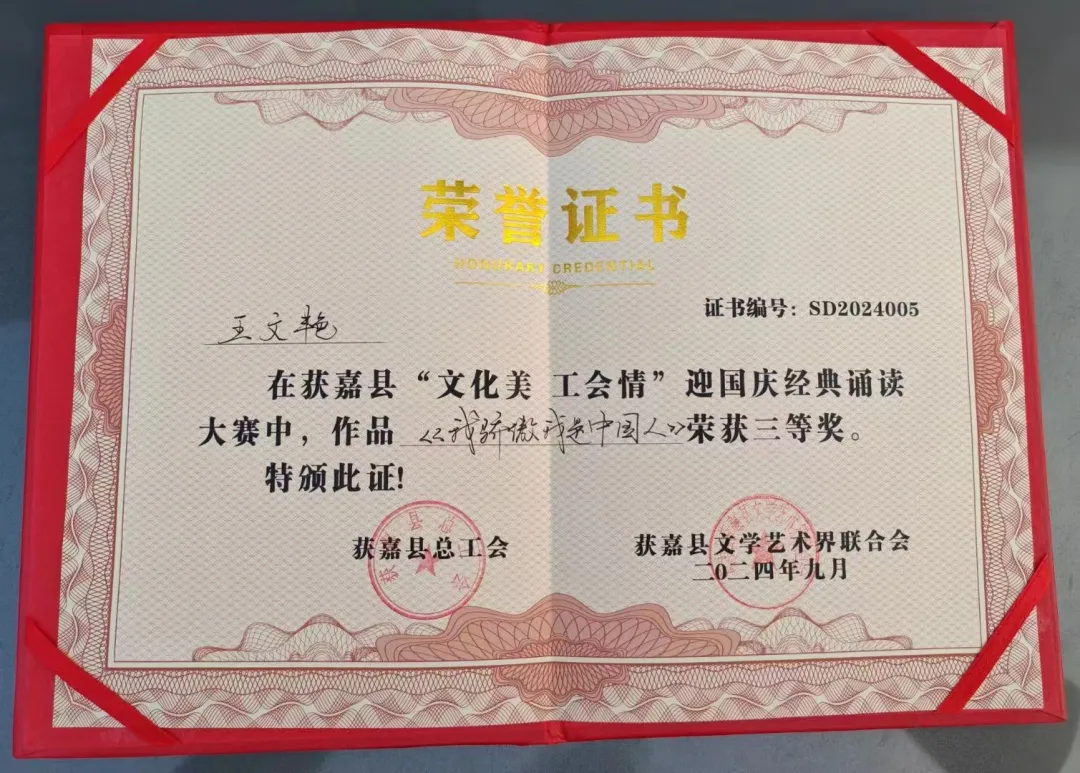 荣誉证书
HONORARY CREDENTIAL
证书编号：SD2024005
王文艳
在获嘉县“文化美 工会情”迎国庆经典诵读
大赛中，作品《我骄傲我是中国人》荣获三等奖。
特颁此证！
获嘉县总工会
获嘉县文学艺术界联合会
二〇二四年九月